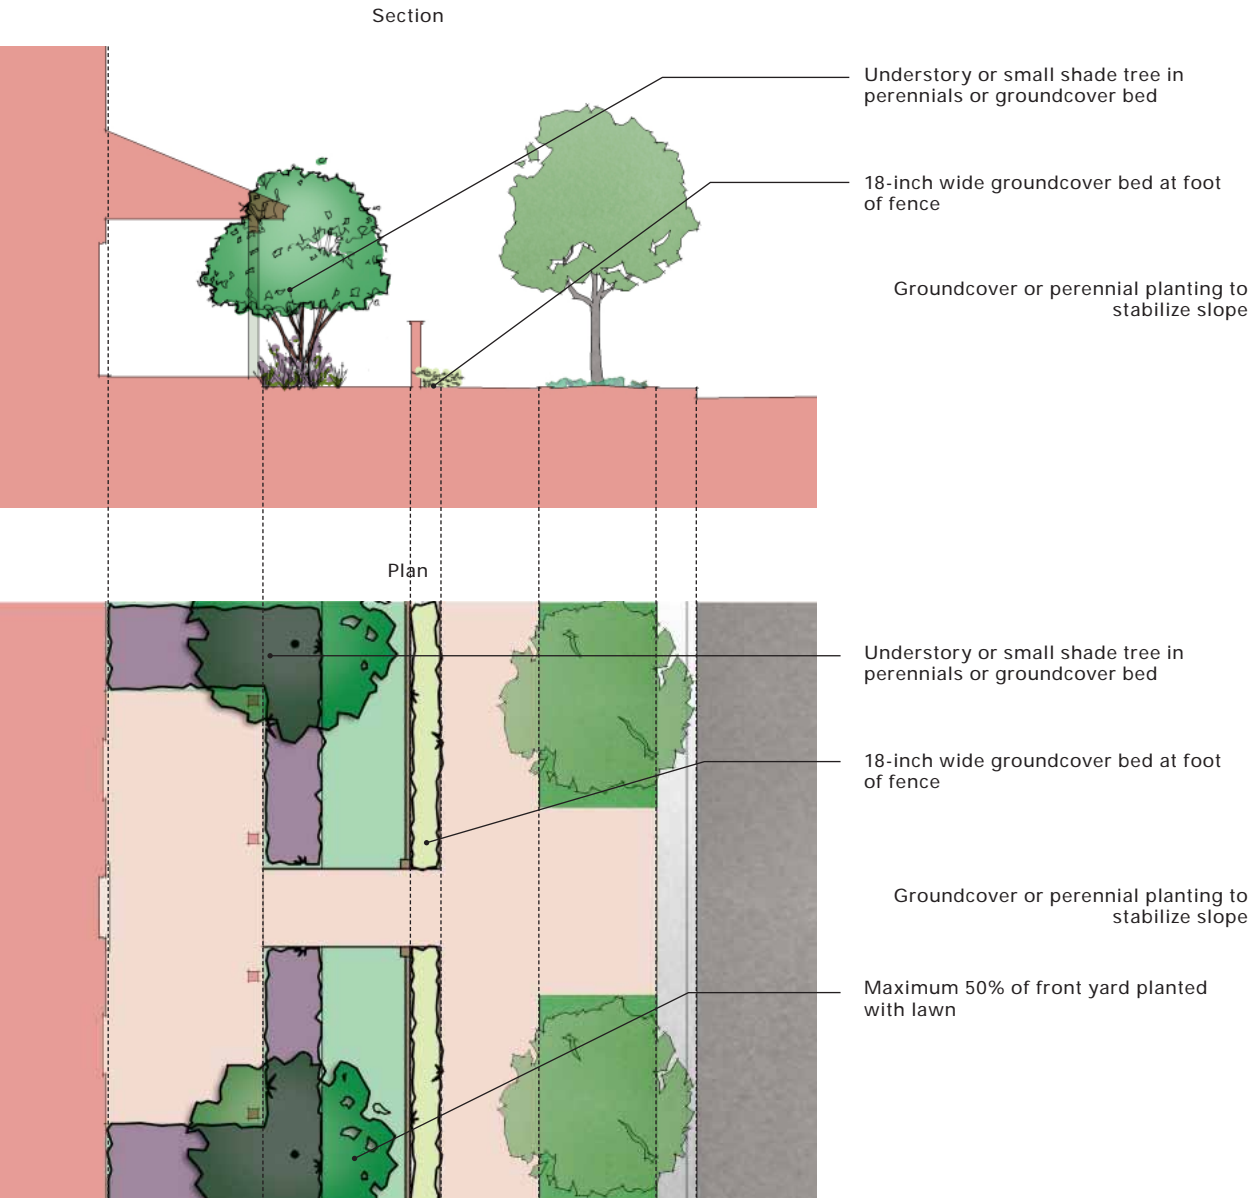 Section
Understory or small shade tree in
perennials or groundcover bed
18-inch wide groundcover bed at foot
of fence
Groundcover or perennial planting to
stabilize slope
Plan
Understory or small shade tree in
perennials or groundcover bed
18-inch wide groundcover bed at foot
of fence
Groundcover or perennial planting to
stabilize slope
Maximum 50% of front yard planted
with lawn